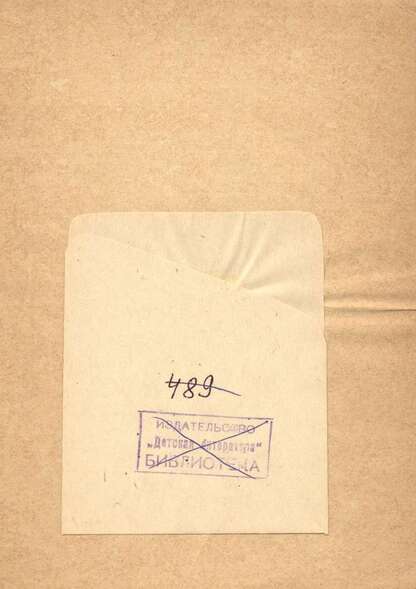 489
ИЗДАТЕЛЬСТВО
„Детская литература"
БИБЛИОТЕКА